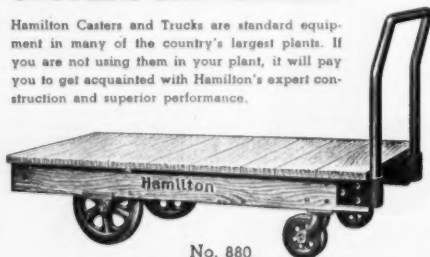 Hamilton Casters and Trucks are standard equip-
ment in many of the country's largest plants. If
you are not using them in your plant, it will pay
you to get acquainted with Hamilton's expert con-
struction and superior performance.
Hamilton
No. 880